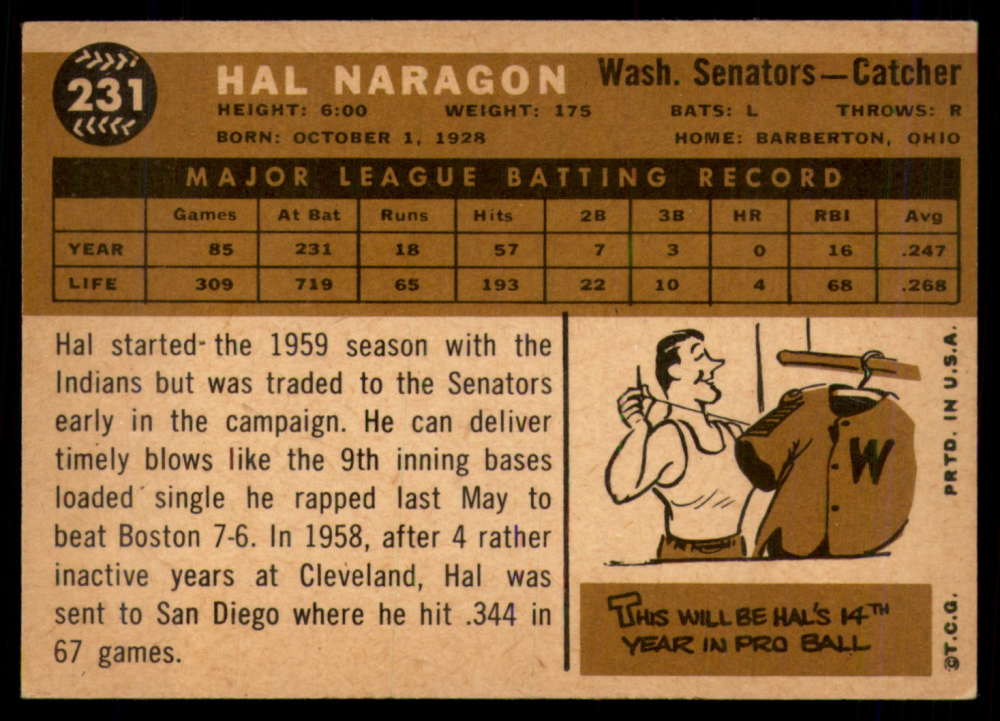 231
HAL NARAGON
Wash. Senators—Catcher
HEIGHT: 6:00 WEIGHT: 175 BATS: L THROWS: R
BORN: OCTOBER 1, 1928 HOME: BARBERTON, OHIO
MAJOR LEAGUE BATTING RECORD
Games At Bat Runs Hits 2B 3B HR RBI Avg
YEAR 85 231 18 57 7 3 0 16 .247
LIFE 309 719 65 193 22 10 4 68 .268
Hal started the 1959 season with the
Indians but was traded to the Senators
early in the campaign. He can deliver
timely blows like the 9th inning bases
loaded single he rapped last May to
beat Boston 7-6. In 1958, after 4 rather
inactive years at Cleveland, Hal was
sent to San Diego where he hit .344 in
67 games.
W
THIS WILL BE HAL'S 14TH
YEAR IN PRO BALL
©T.C.G. PRTD. IN U.S.A.